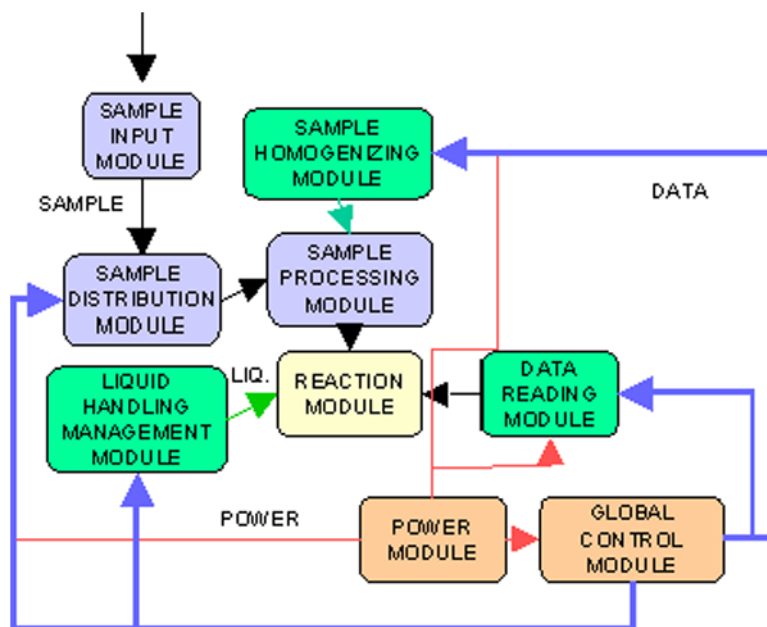 SAMPLE
INPUT
MODULE
SAMPLE
HOMOGENIZING
MODULE
DATA
SAMPLE
SAMPLE
DISTRIBUTION
MODULE
SAMPLE
PROCESSING
MODULE
LIQUID
HANDLING
MANAGEMENT
MODULE
LIQ.
REACTION
MODULE
DATA
READING
MODULE
POWER
POWER
MODULE
GLOBAL
CONTROL
MODULE